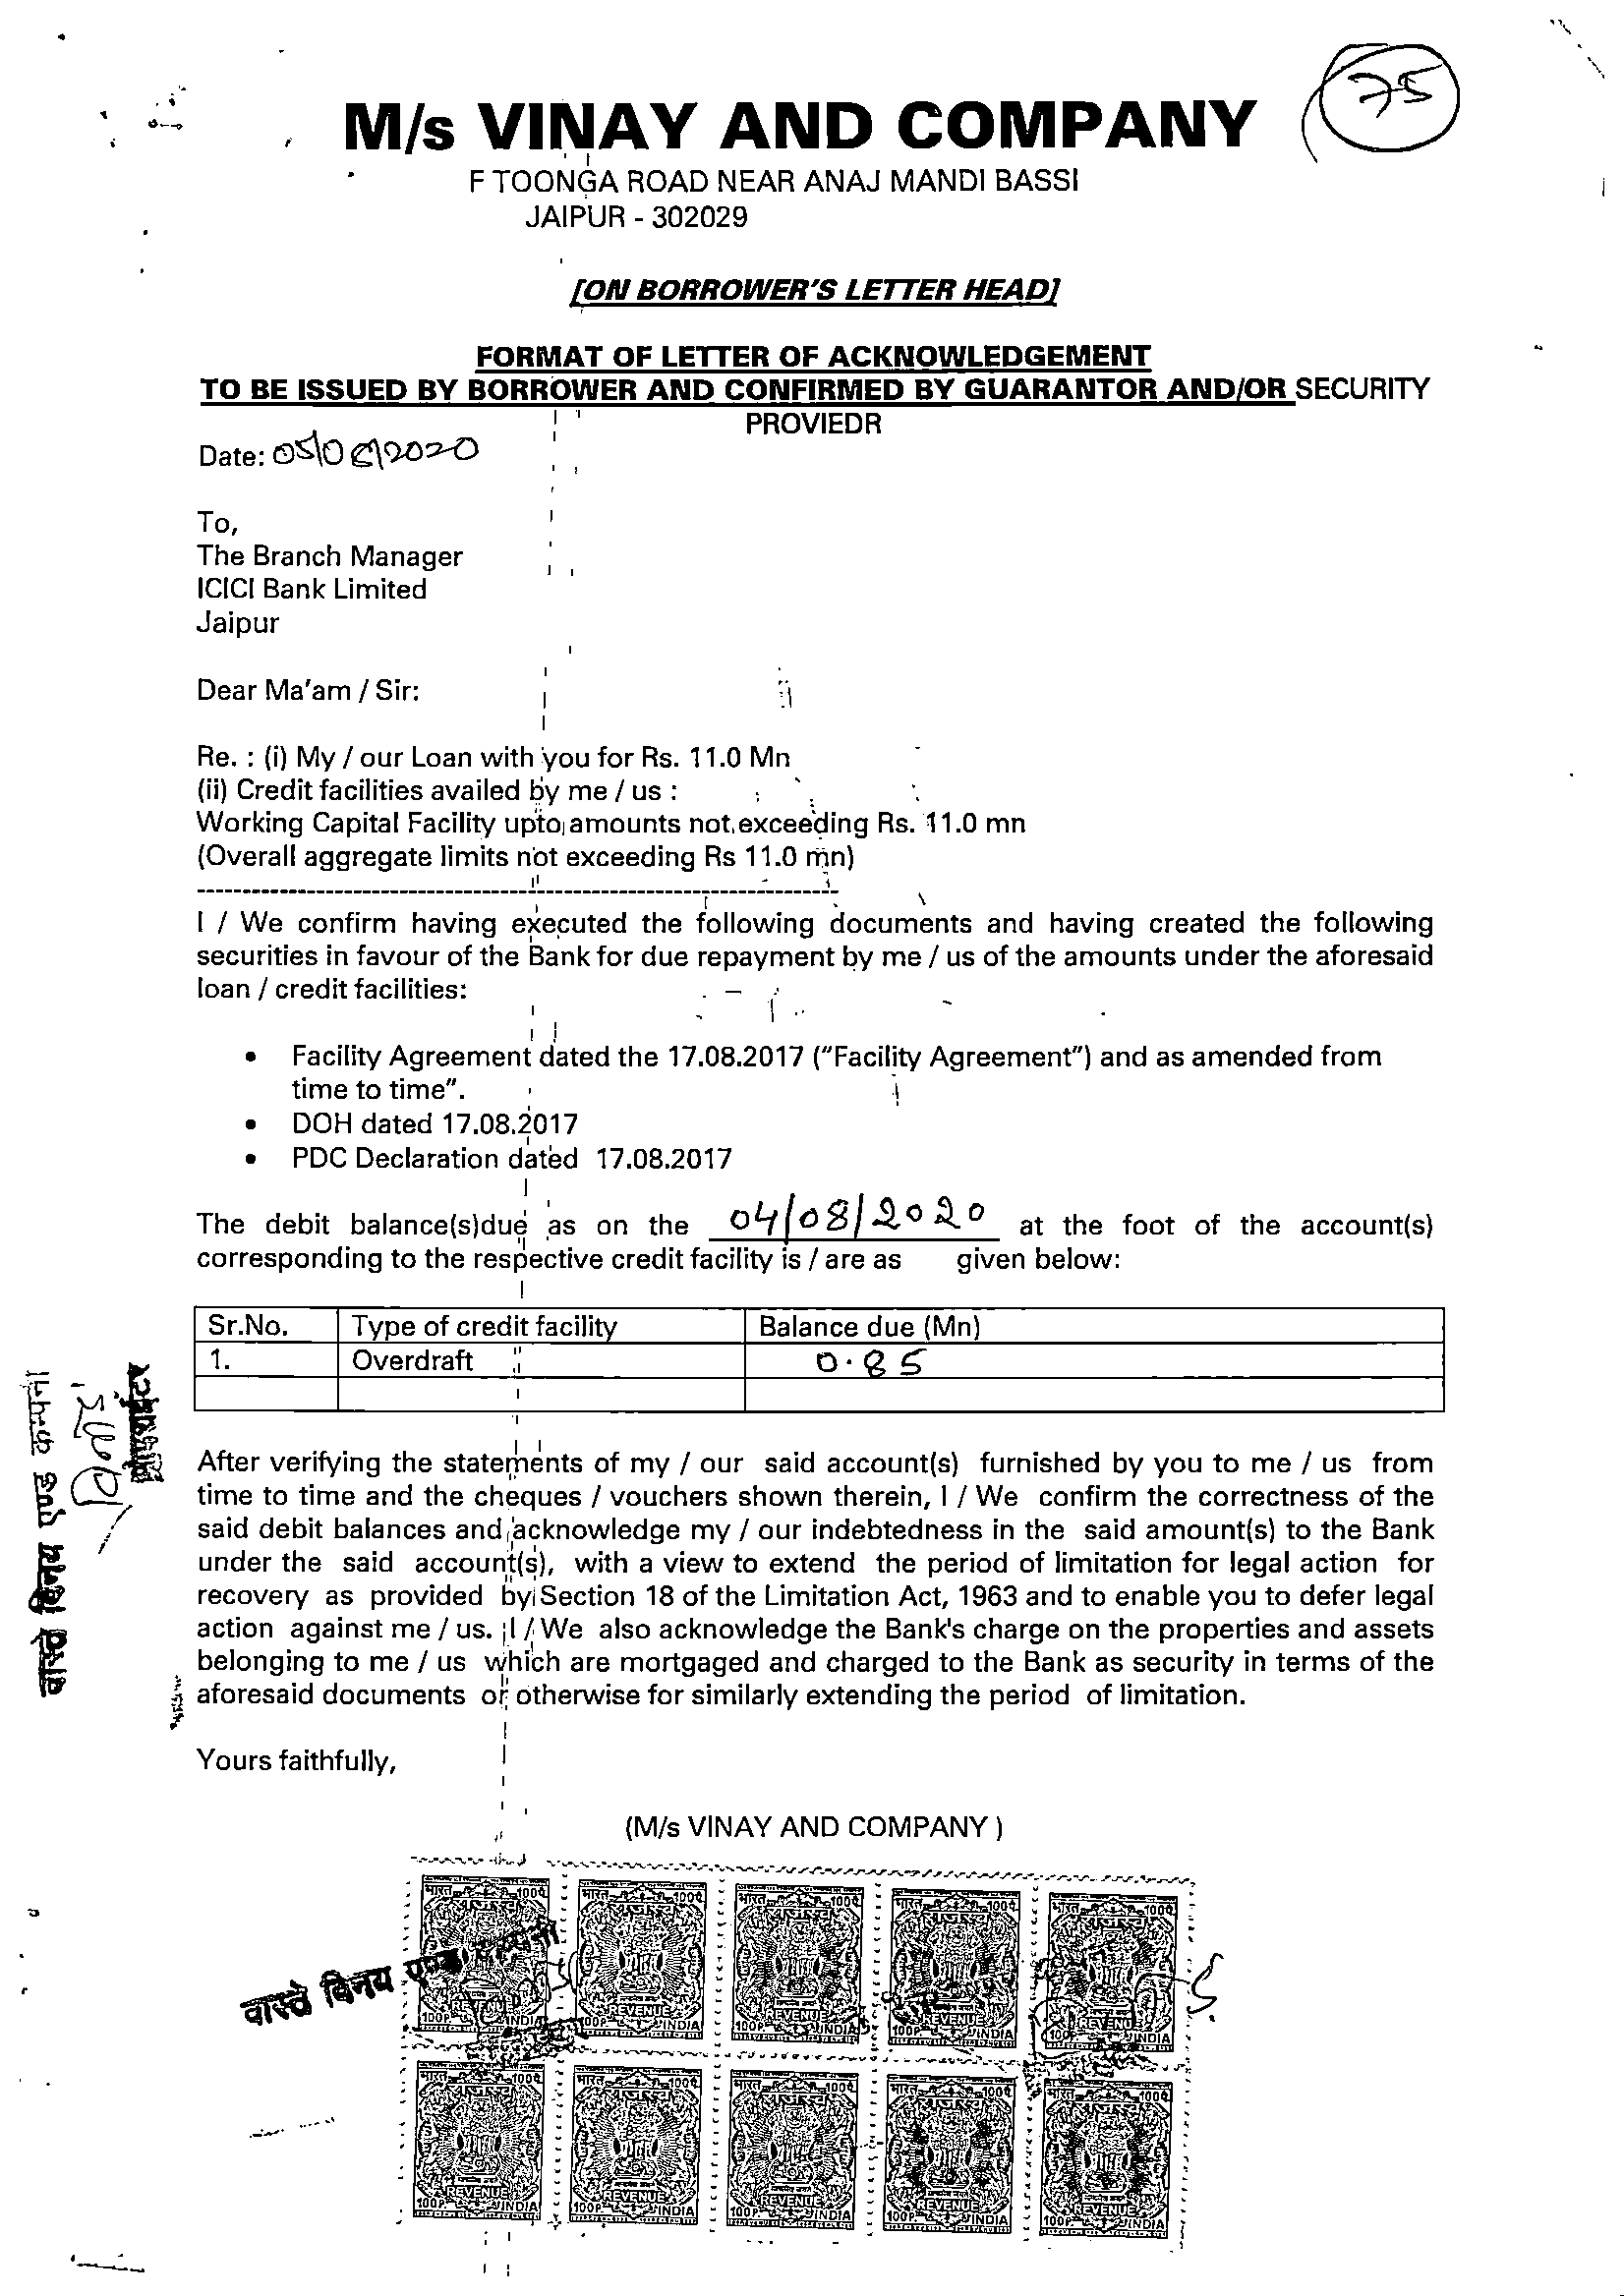 75
M/s VINAY AND COMPANY
F TOONGA ROAD NEAR ANAJ MANDI BASSI
JAIPUR - 302029
[ON BORROWER'S LETTER HEAD]
FORMAT OF LETTER OF ACKNOWLEDGEMENT
TO BE ISSUED BY BORROWER AND CONFIRMED BY GUARANTOR AND/OR SECURITY
PROVIEDR
Date: 05/08/2020
To,
The Branch Manager
ICICI Bank Limited
Jaipur
Dear Ma'am / Sir:
Re. : (i) My / our Loan with you for Rs. 11.0 Mn
(ii) Credit facilities availed by me / us :
Working Capital Facility upto amounts not exceeding Rs. 11.0 mn
(Overall aggregate limits not exceeding Rs 11.0 mn)
I / We confirm having executed the following documents and having created the following
securities in favour of the Bank for due repayment by me / us of the amounts under the aforesaid
loan / credit facilities:
• Facility Agreement dated the 17.08.2017 ("Facility Agreement") and as amended from
time to time".
• DOH dated 17.08.2017
• PDC Declaration dated 17.08.2017
The debit balance(s)due as on the 04/08/2020 at the foot of the account(s)
corresponding to the respective credit facility is / are as given below:
Sr.No. Type of credit facility Balance due (Mn)
1. Overdraft 0.85
After verifying the statements of my / our said account(s) furnished by you to me / us from
time to time and the cheques / vouchers shown therein, I / We confirm the correctness of the
said debit balances and acknowledge my / our indebtedness in the said amount(s) to the Bank
under the said account(s), with a view to extend the period of limitation for legal action for
recovery as provided by Section 18 of the Limitation Act, 1963 and to enable you to defer legal
action against me / us. I / We also acknowledge the Bank's charge on the properties and assets
belonging to me / us which are mortgaged and charged to the Bank as security in terms of the
aforesaid documents or otherwise for similarly extending the period of limitation.
Yours faithfully,
(M/s VINAY AND COMPANY )
वास्ते विनय एण्ड कम्पनी
भारत 100P REVENUE INDIA